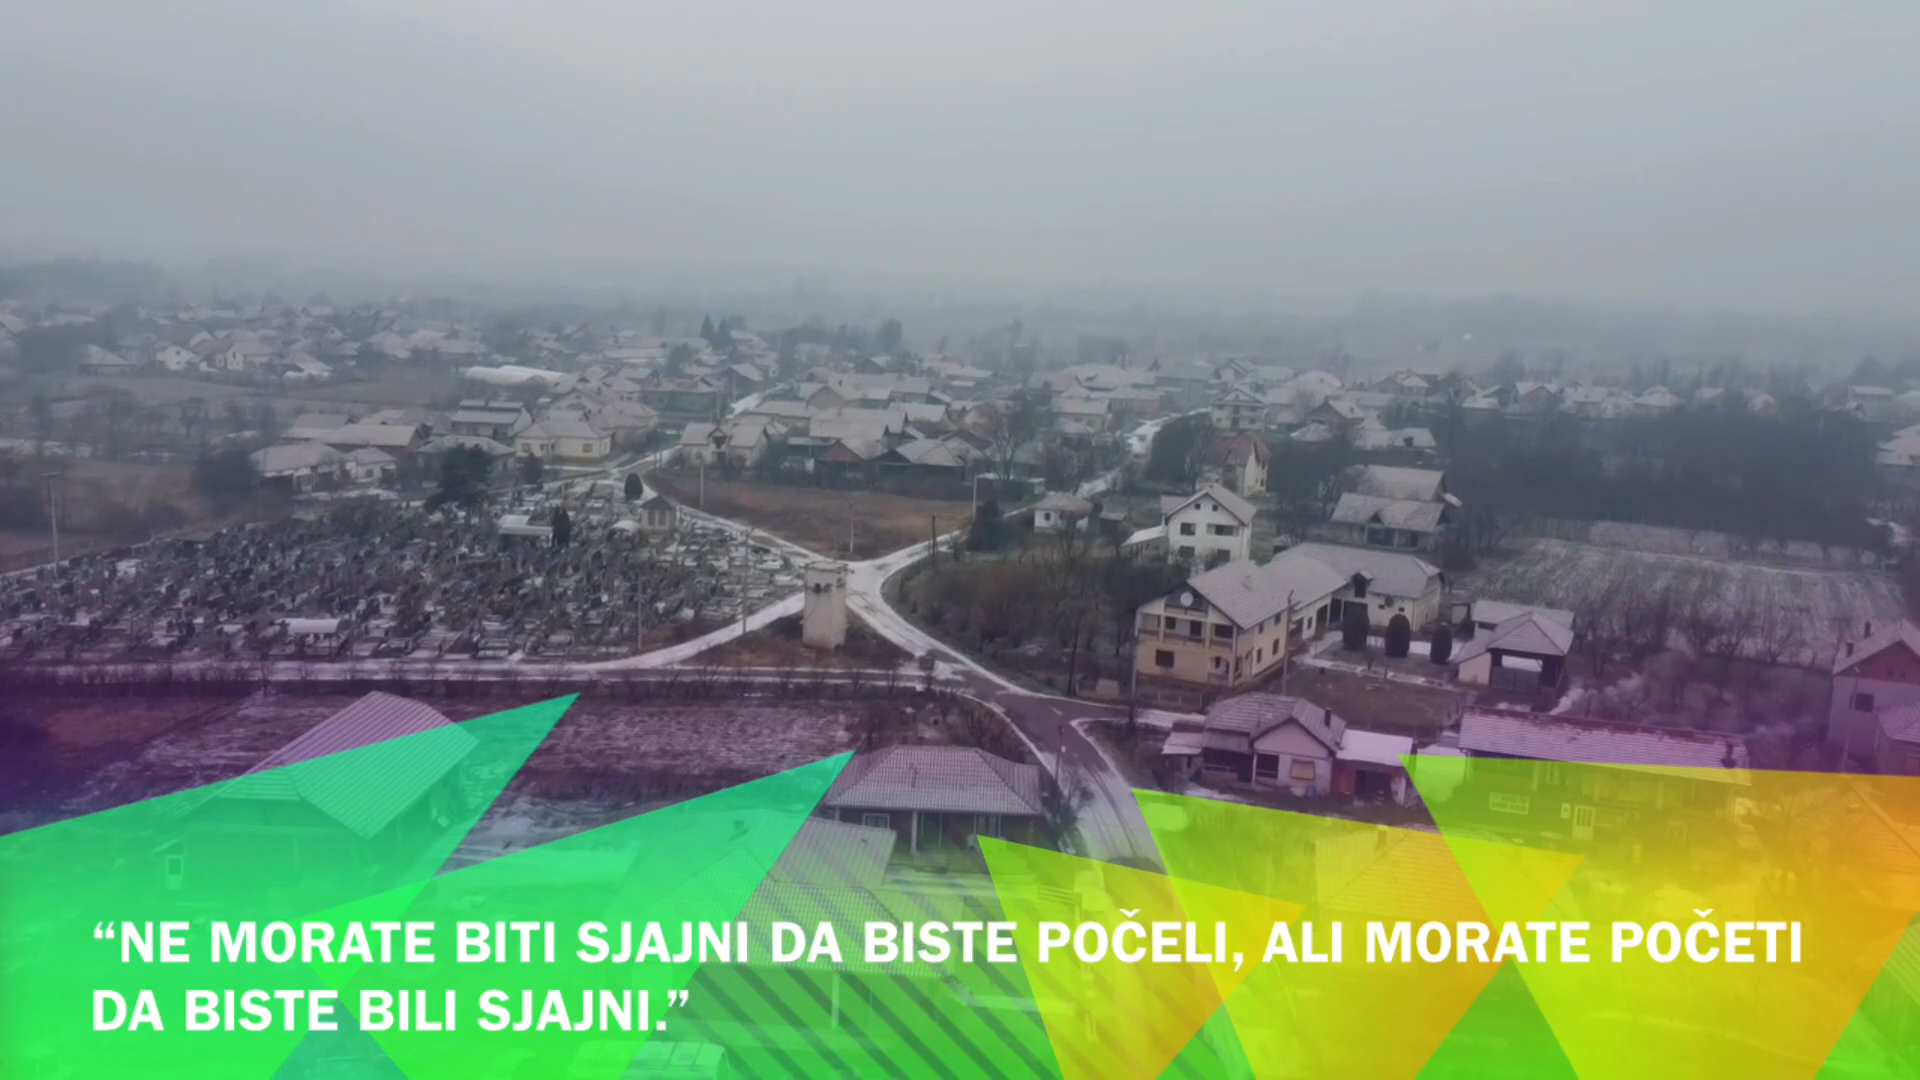 “NE MORATE BITI SJAJNI DA BISTE POČELI, ALI MORATE POČETI
DA BISTE BILI SJAJNI.”